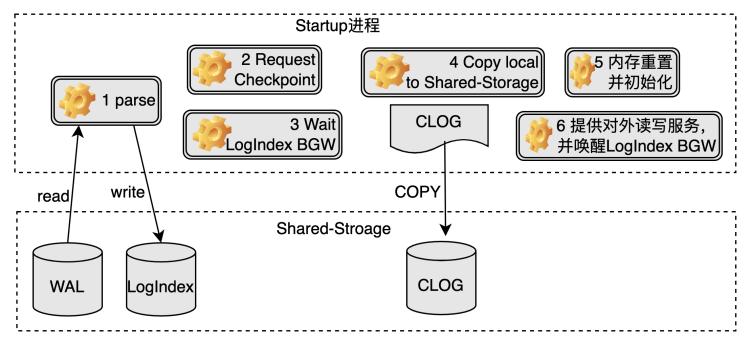 Startup进程
1 parse
2 Request
Checkpoint
3 Wait
LogIndex BGW
4 Copy local
to Shared-Storage
CLOG
5 内存重置
并初始化
6 提供对外读写服务，
并唤醒LogIndex BGW
read
write
COPY
Shared-Stroage
WAL
LogIndex
CLOG